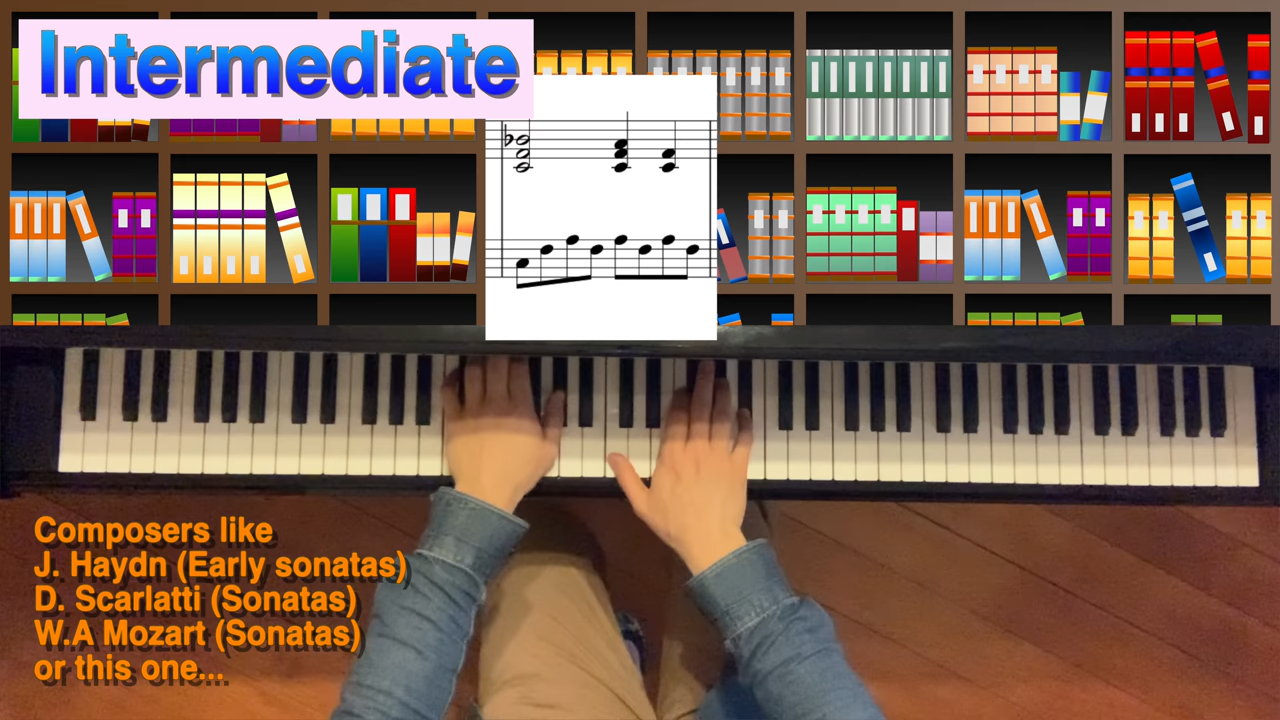 Intermediate
Composers like
J. Haydn (Early sonatas)
D. Scarlatti (Sonatas)
W.A Mozart (Sonatas)
or this one...